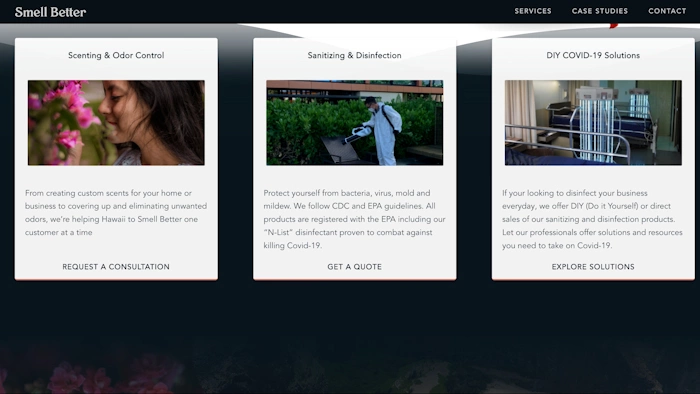 Smell Better
SERVICES CASE STUDIES CONTACT
Scenting & Odor Control
From creating custom scents for your home or
business to covering up and eliminating unwanted
odors, we're helping Hawaii to Smell Better one
customer at a time
REQUEST A CONSULTATION
Sanitizing & Disinfection
Protect yourself from bacteria, virus, mold and
mildew. We follow CDC and EPA guidelines. All
products are registered with the EPA including our
"N-List" disinfectant proven to combat against
killing Covid-19.
GET A QUOTE
DIY COVID-19 Solutions
If your looking to disinfect your business
everyday, we offer DIY (Do it Yourself) or direct
sales of our sanitizing and disinfection products.
Let our professionals offer solutions and resources
you need to take on Covid-19.
EXPLORE SOLUTIONS